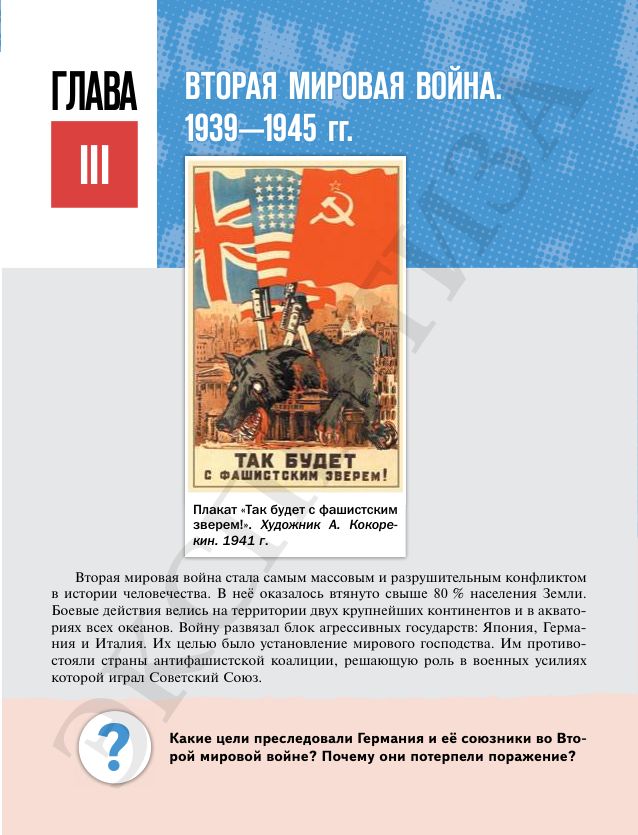 ГЛАВА
III
ВТОРАЯ МИРОВАЯ ВОЙНА.
1939—1945 гг.
ТАК БУДЕТ
С ФАШИСТСКИМ ЗВЕРЕМ!
Плакат «Так будет с фашистским
зверем!». Художник А. Кокоре-
кин. 1941 г.
Вторая мировая война стала самым массовым и разрушительным конфликтом
в истории человечества. В неё оказалось втянуто свыше 80 % населения Земли.
Боевые действия велись на территории двух крупнейших континентов и в аквато-
риях всех океанов. Войну развязал блок агрессивных государств: Япония, Герма-
ния и Италия. Их целью было установление мирового господства. Им противо-
стояли страны антифашистской коалиции, решающую роль в военных усилиях
которой играл Советский Союз.
?
Какие цели преследовали Германия и её союзники во Вто-
рой мировой войне? Почему они потерпели поражение?